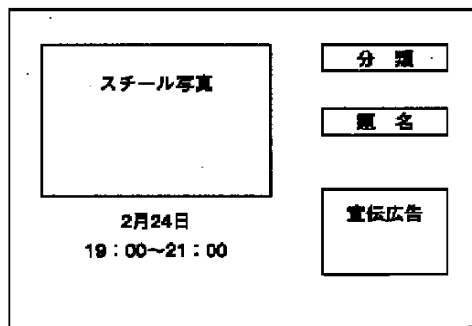 スチール写真
2月24日
19：00～21：00
分類
題名
宣伝広告